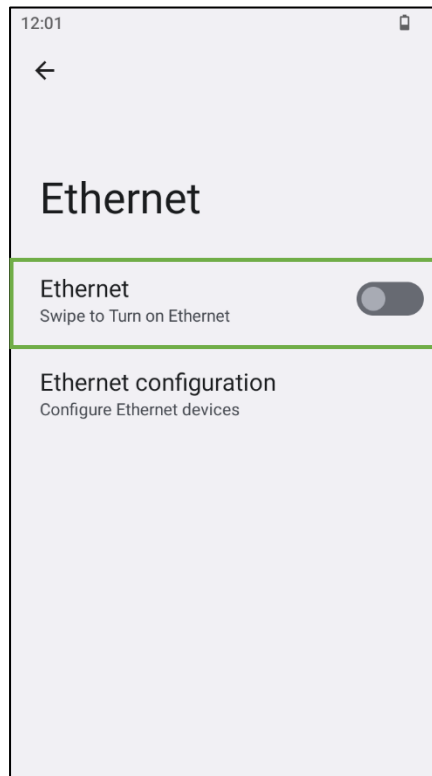 12:01
Ethernet
Ethernet
Swipe to Turn on Ethernet
Ethernet configuration
Configure Ethernet devices